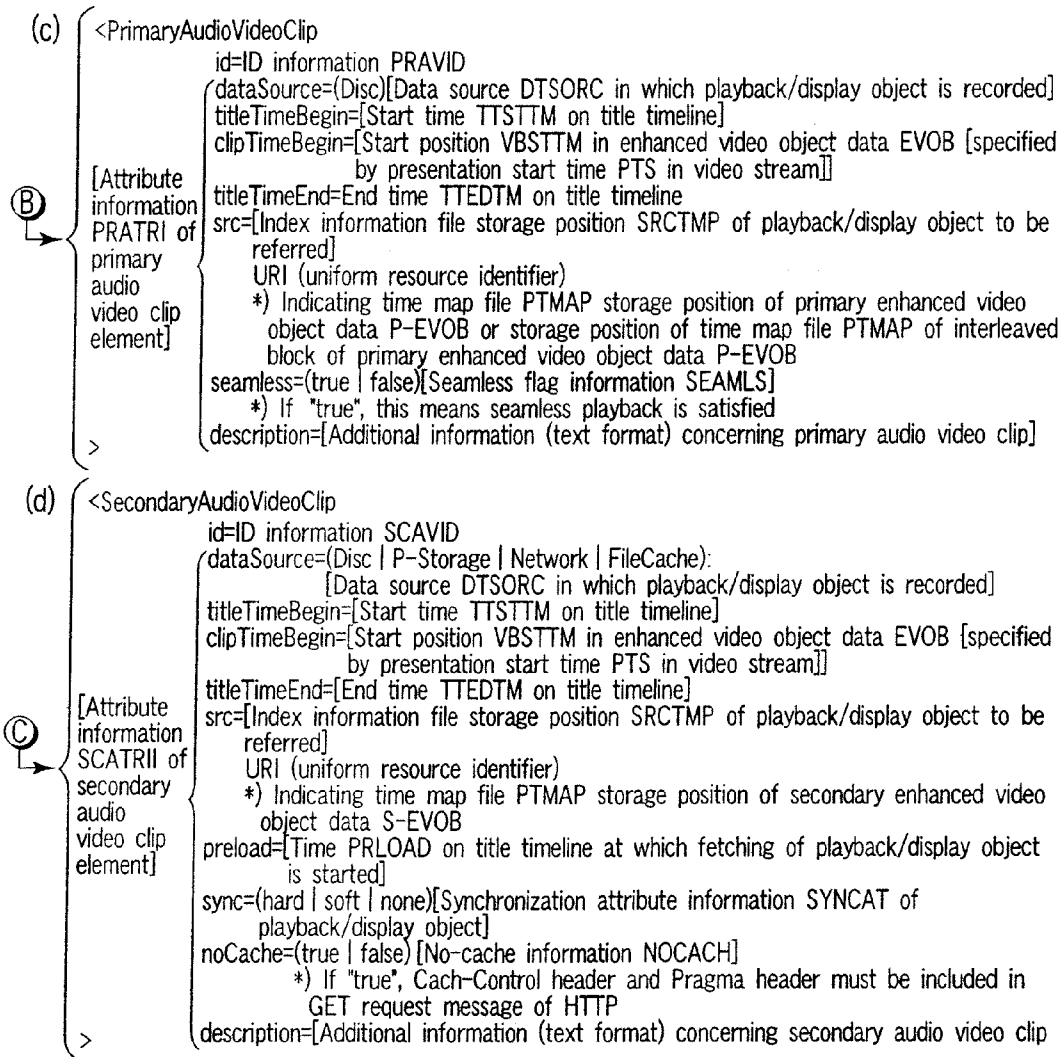 (c)
<PrimaryAudioVideoClip
id=ID information PRAVID
dataSource=(Disc)[Data source DTSORC in which playback/display object is recorded]
titleTimeBegin=[Start time TTSTTM on title timeline]
clipTimeBegin=[Start position VBSTTM in enhanced video object data EVOB [specified
by presentation start time PTS in video stream]]
titleTimeEnd=End time TTEDTM on title timeline
src=[Index information file storage position SRCTMP of playback/display object to be
referred]
URI (uniform resource identifier)
*) Indicating time map file PTMAP storage position of primary enhanced video
object data P-EVOB or storage position of time map file PTMAP of interleaved
block of primary enhanced video object data P-EVOB
seamless=(true | false)[Seamless flag information SEAMLS]
*) If "true", this means seamless playback is satisfied
description=[Additional information (text format) concerning primary audio video clip]
>
B
[Attribute
information
PRATRI of
primary
audio
video clip
element]
(d)
<SecondaryAudioVideoClip
id=ID information SCAVID
dataSource=(Disc | P-Storage | Network | FileCache):
[Data source DTSORC in which playback/display object is recorded]
titleTimeBegin=[Start time TTSTTM on title timeline]
clipTimeBegin=[Start position VBSTTM in enhanced video object data EVOB [specified
by presentation start time PTS in video stream]]
titleTimeEnd=[End time TTEDTM on title timeline]
src=[Index information file storage position SRCTMP of playback/display object to be
referred]
URI (uniform resource identifier)
*) Indicating time map file PTMAP storage position of secondary enhanced video
object data S-EVOB
preload=[Time PRLOAD on title timeline at which fetching of playback/display object
is started]
sync=(hard | soft | none)[Synchronization attribute information SYNCAT of
playback/display object]
noCache=(true | false) [No-cache information NOCACH]
*) If "true", Cach-Control header and Pragma header must be included in
GET request message of HTTP
description=[Additional information (text format) concerning secondary audio video clip
>
C
[Attribute
information
SCATRII of
secondary
audio
video clip
element]